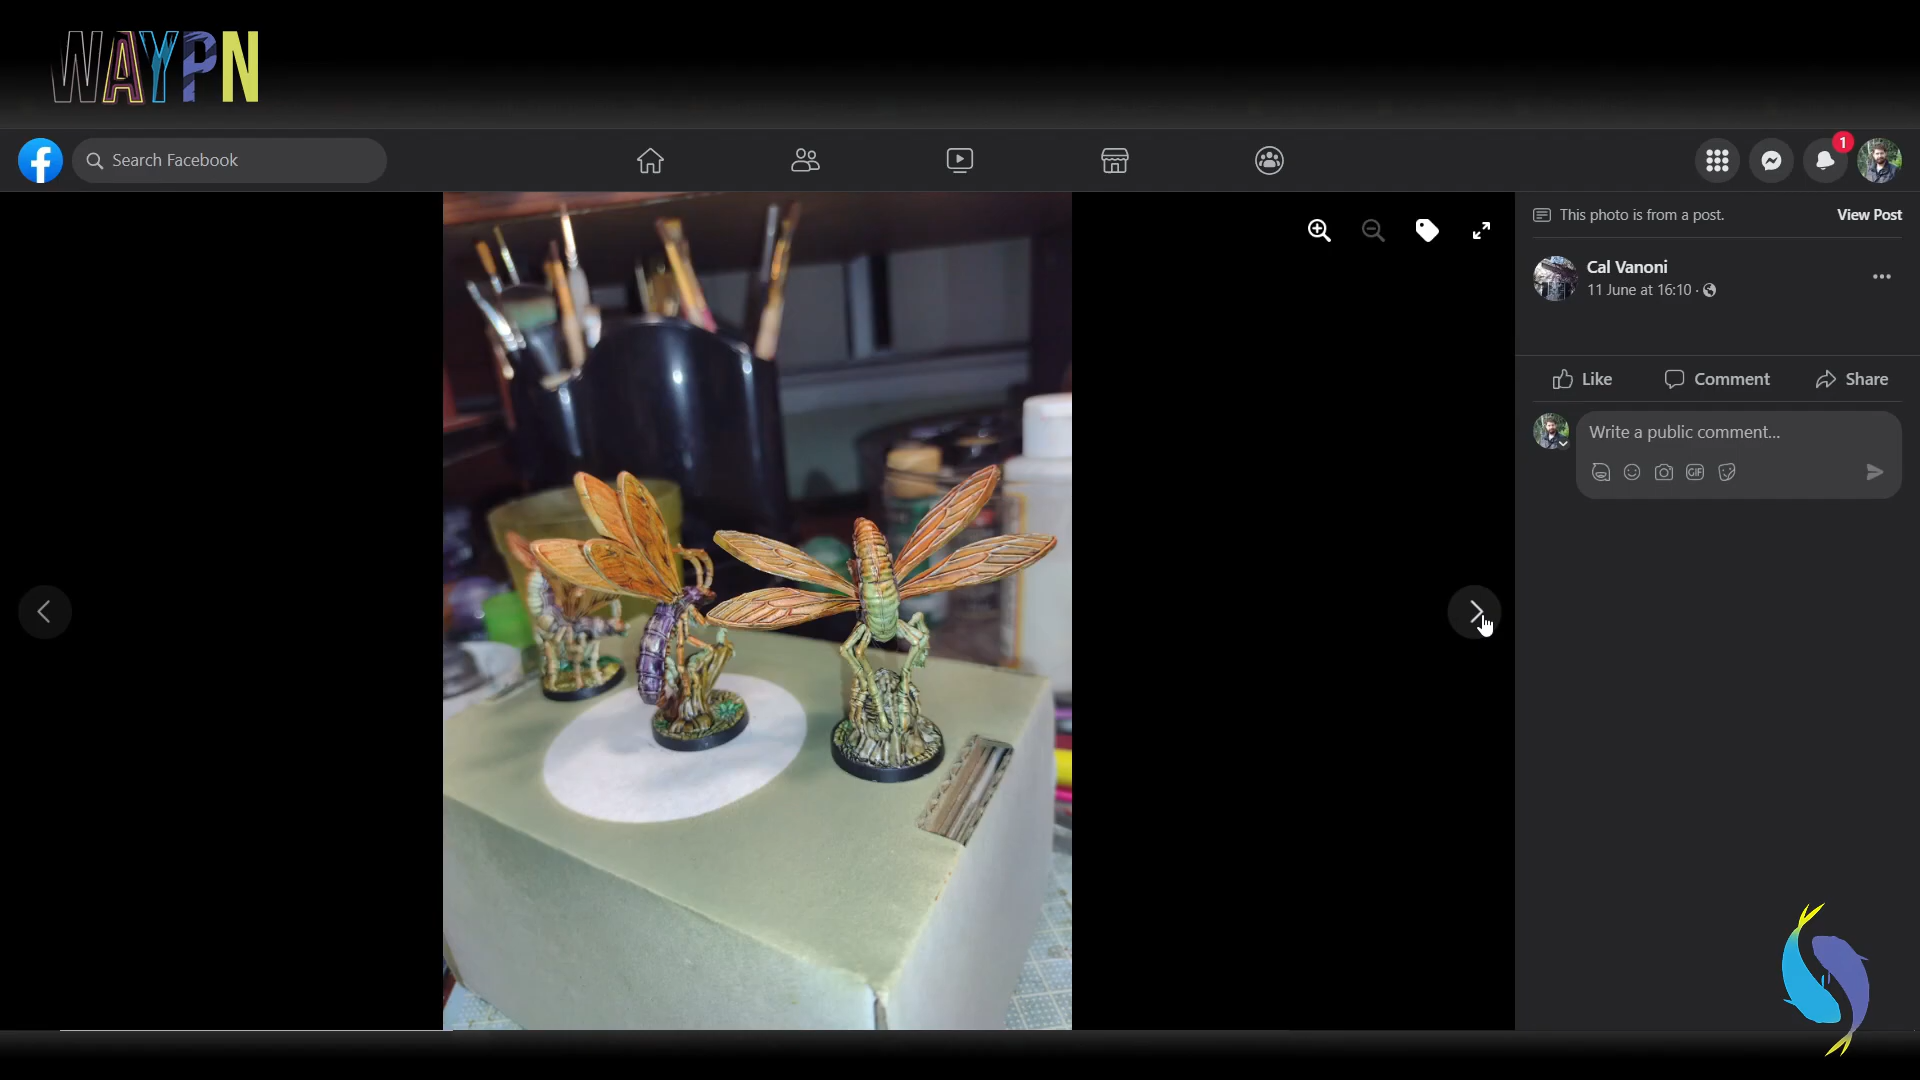 WAYPN
Search Facebook
1
This photo is from a post.
View Post
Cal Vanoni
11 June at 16:10 ·
Like
Comment
Share
Write a public comment...
GIF